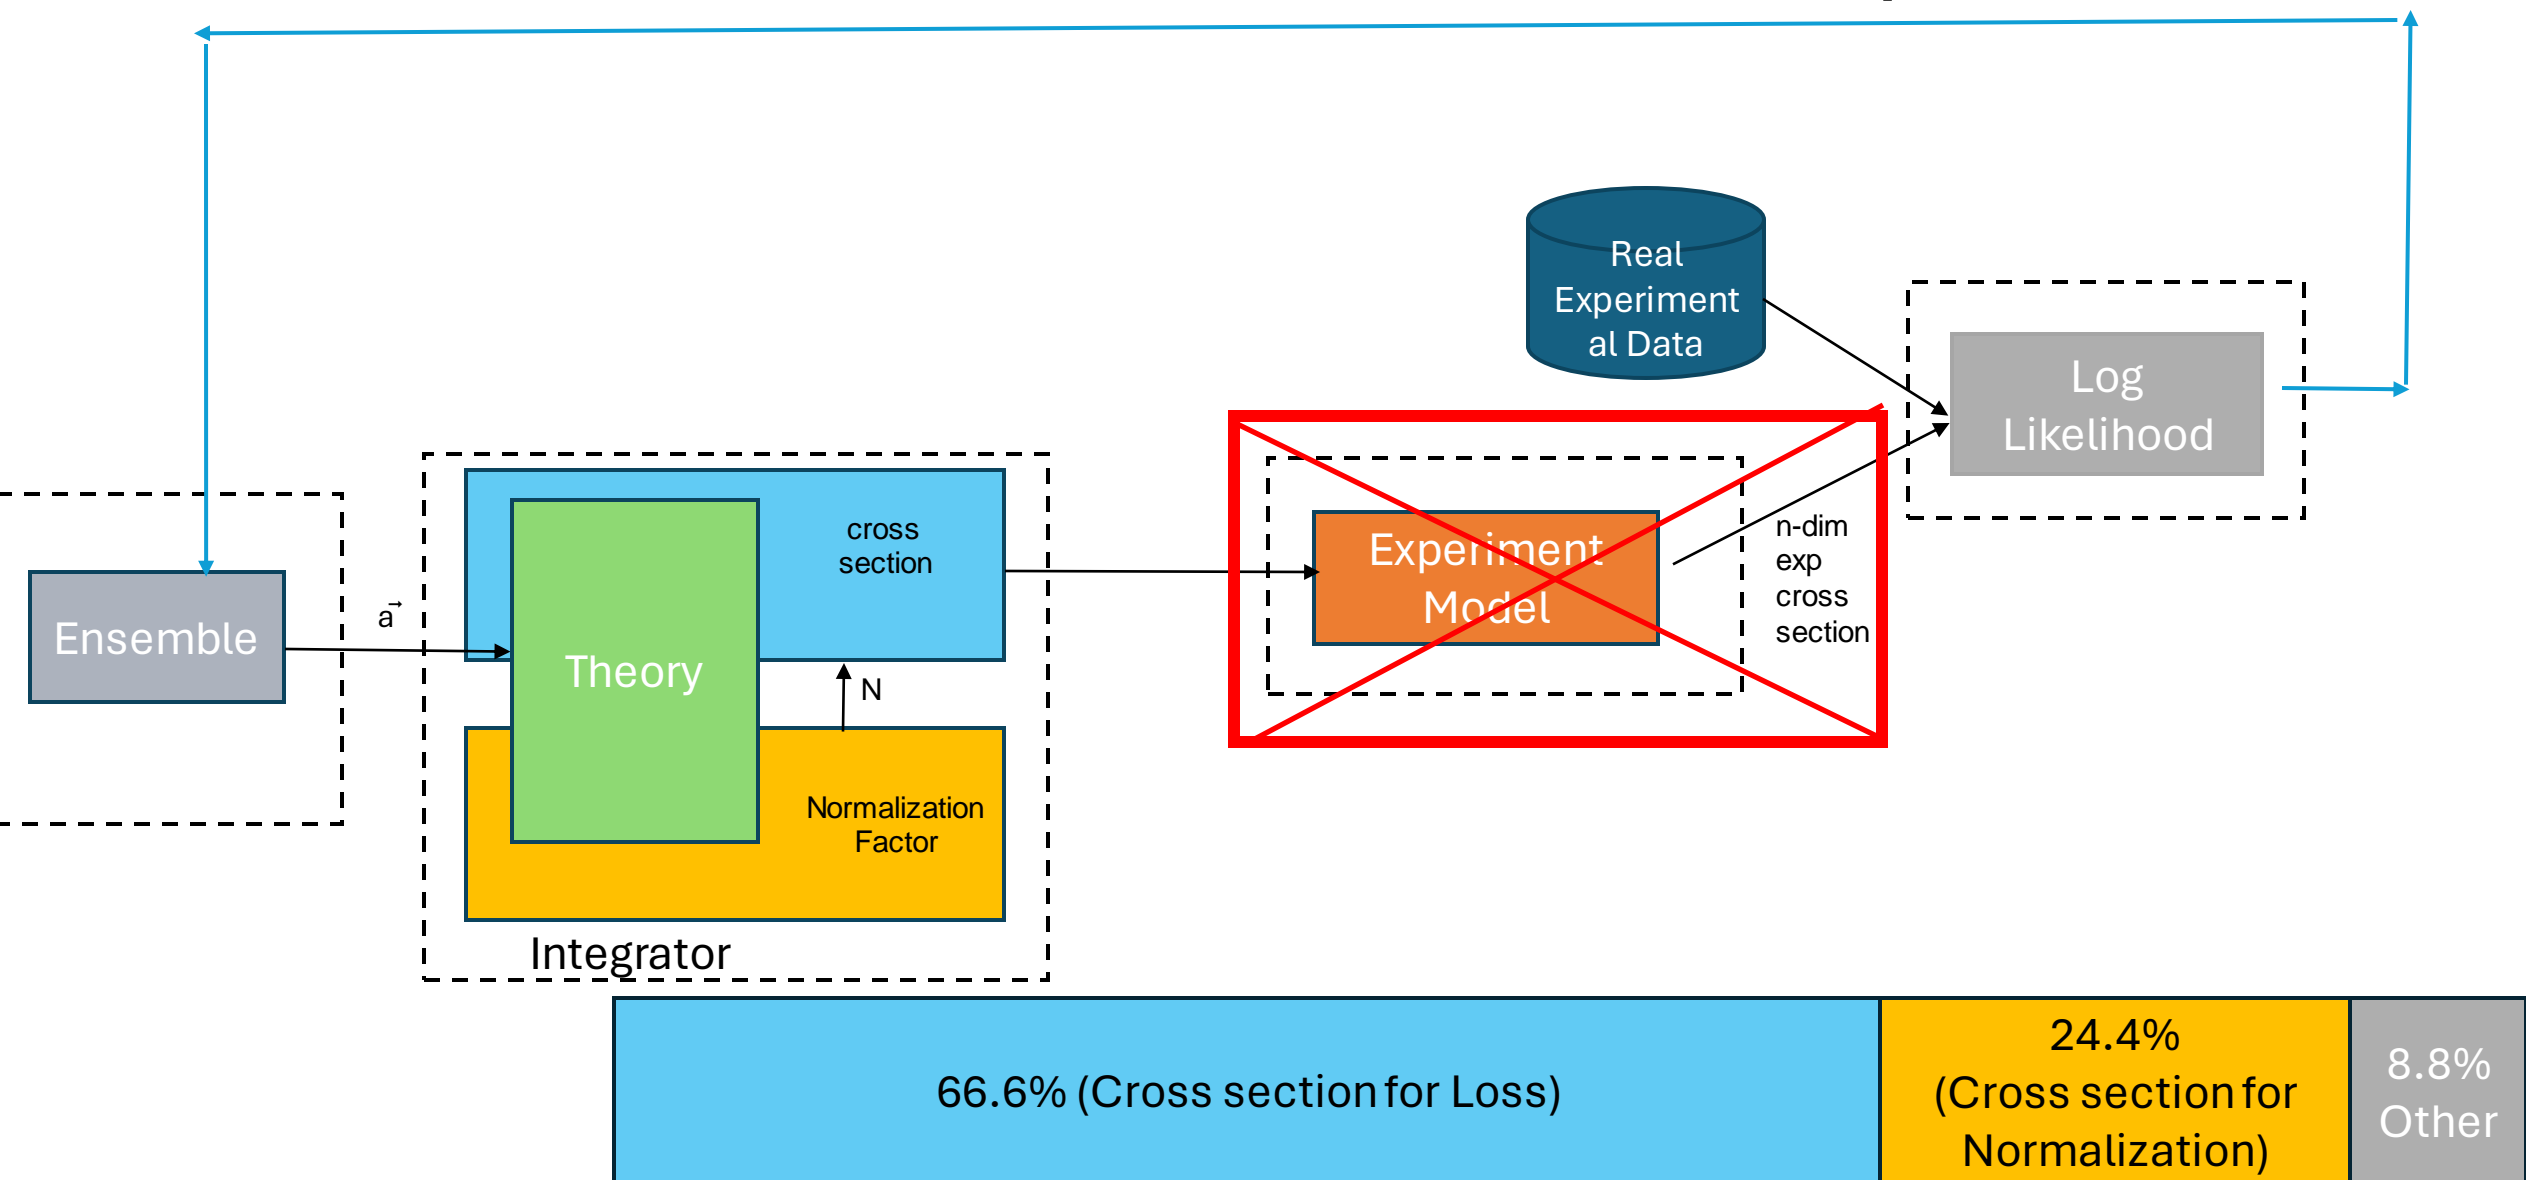 Real
Experiment
al Data
Log
Likelihood
cross
section
Experiment
Model
n-dim
exp
cross
section
Ensemble
a⃗
Theory
N
Normalization
Factor
Integrator
66.6% (Cross section for Loss)
24.4%
(Cross section for
Normalization)
8.8%
Other